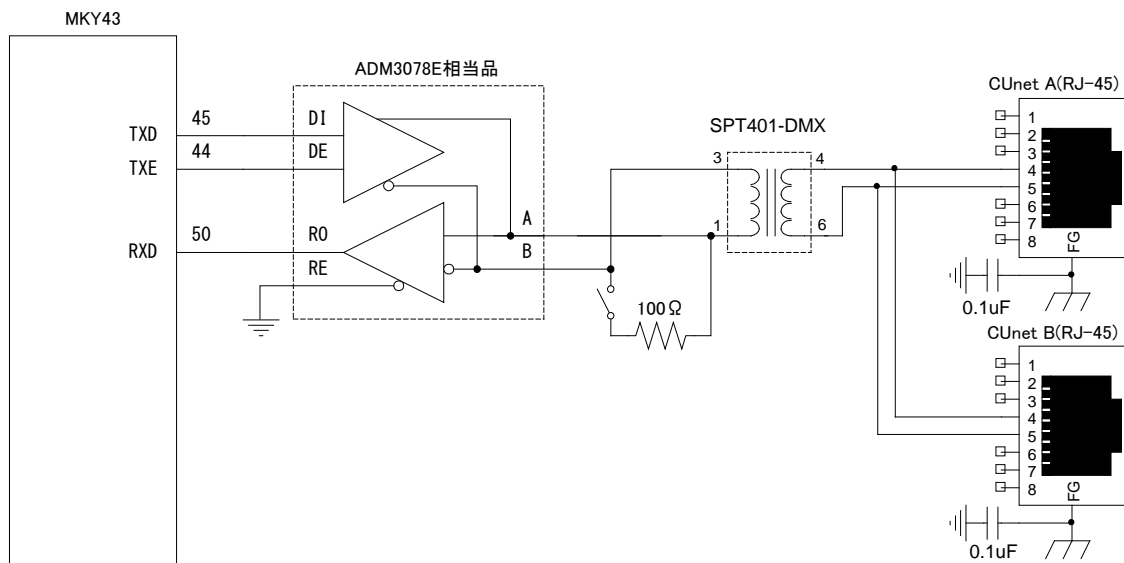 MKY43
ADM3078E相当品
CUnet A(RJ-45)
SPT401-DMX
TXD 45 DI
TXE 44 DE
RXD 50 RO
RE
A
B
3 4
1 6
100Ω
1
2
3
4
5
6
7
8
FG
0.1uF
CUnet B(RJ-45)
1
2
3
4
5
6
7
8
FG
0.1uF